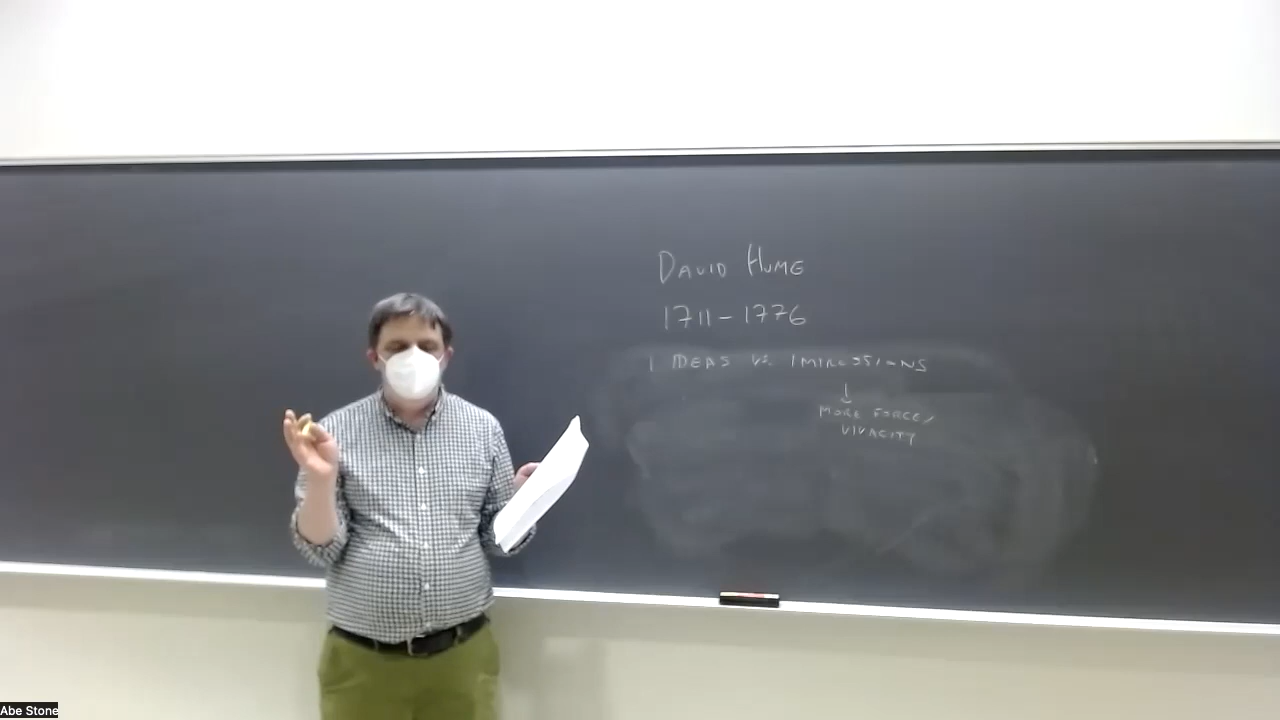 DAVID HUME
1711-1776
1 IDEAS VS. IMPRESSIONS
↓
MORE FORCE/
VIVACITY
Abe Stone